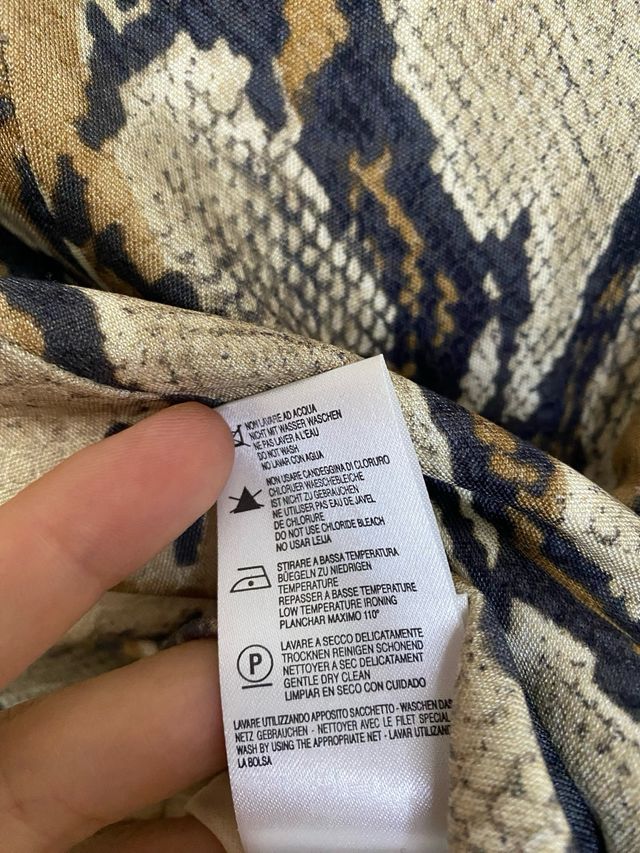 NON LAVARE AD ACQUA
NICHT MIT WASSER WASCHEN
NE PAS LAVER A L'EAU
DO NOT WASH
NO LAVAR CON AGUA
NON USARE CANDEGGINA DI CLORURO
CHLORUER WAESCHEBLEICHE
IST NICHT ZU GEBRAUCHEN
NE UTILISER PAS EAU DE JAVEL
DE CHLORURE
DO NOT USE CHLORIDE BLEACH
NO USAR LEJIA
STIRARE A BASSA TEMPERATURA
BÜEGELN ZU NIEDRIGEN
TEMPERATURE
REPASSER A BASSE TEMPERATURE
LOW TEMPERATURE IRONING
PLANCHAR MAXIMO 110°
P
LAVARE A SECCO DELICATAMENTE
TROCKNEN REINIGEN SCHONEND
NETTOYER A SEC DELICATAMENT
GENTLE DRY CLEAN
LIMPIAR EN SECO CON CUIDADO
LAVARE UTILIZZANDO APPOSITO SACCHETTO - WASCHEN DAS
NETZ GEBRAUCHEN - NETTOYER AVEC LE FILET SPECIAL
WASH BY USING THE APPROPRIATE NET - LAVAR UTILIZAN
LA BOLSA